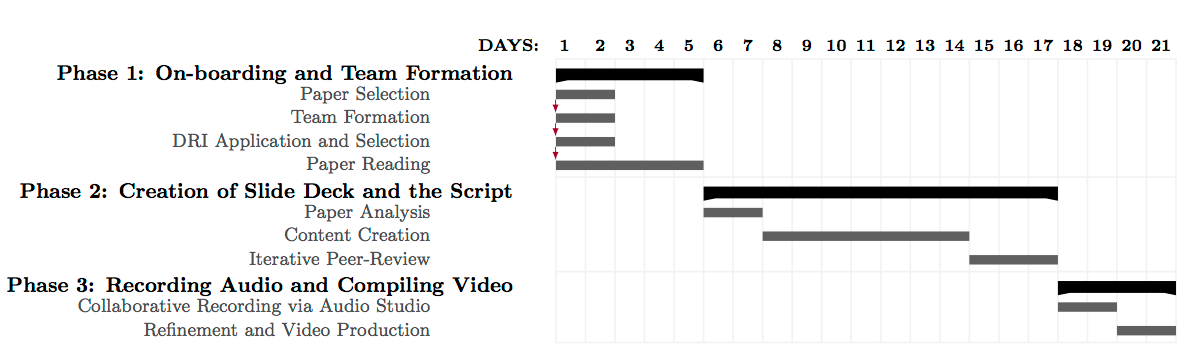 DAYS: 1 2 3 4 5 6 7 8 9 10 11 12 13 14 15 16 17 18 19 20 21
Phase 1: On-boarding and Team Formation
Paper Selection
Team Formation
DRI Application and Selection
Paper Reading
Phase 2: Creation of Slide Deck and the Script
Paper Analysis
Content Creation
Iterative Peer-Review
Phase 3: Recording Audio and Compiling Video
Collaborative Recording via Audio Studio
Refinement and Video Production